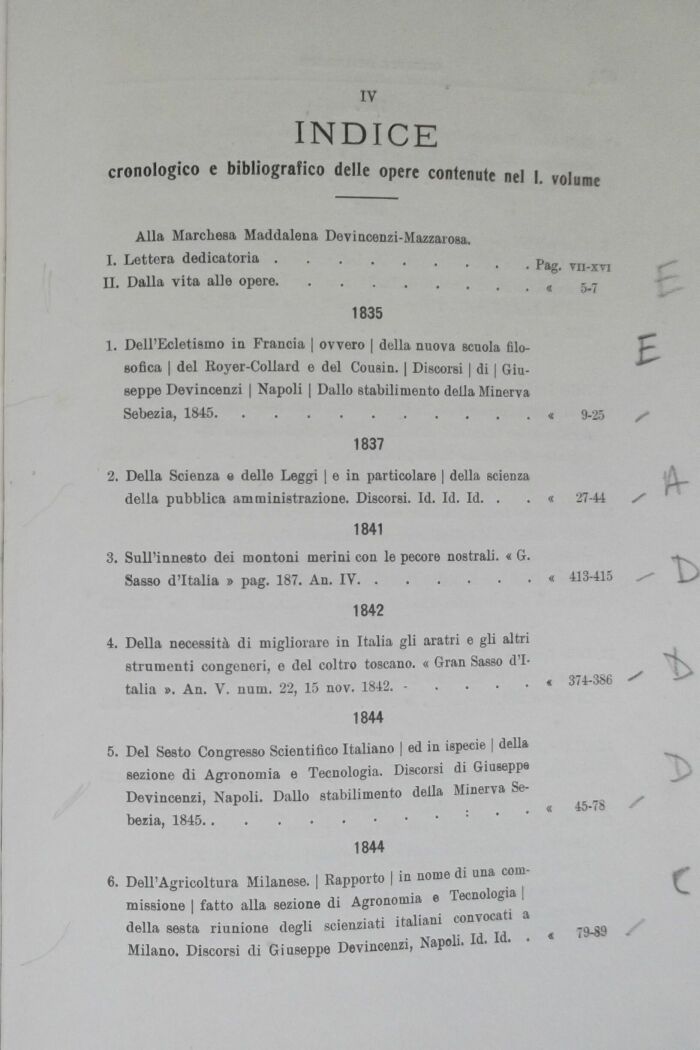 IV
INDICE
cronologico e bibliografico delle opere contenute nel I. volume
Alla Marchesa Maddalena Devincenzi-Mazzarosa.
I. Lettera dedicatoria . . . . . . . . . Pag. VII-XVI
II. Dalla vita alle opere. . . . . . . . . « 5-7
E
1835
1. Dell'Ecletismo in Francia | ovvero | della nuova scuola filo-
E
sofica | del Royer-Collard e del Cousin. | Discorsi | di | Giu-
seppe Devincenzi | Napoli | Dallo stabilimento della Minerva
Sebezia, 1845. . . . . . . . . . . « 9-25
1837
2. Della Scienza e delle Leggi | e in particolare | della scienza
A
della pubblica amministrazione. Discorsi. Id. Id. Id. . . « 27-44
1841
3. Sull'innesto dei montoni merini con le pecore nostrali. « G.
Sasso d'Italia » pag. 187. An. IV. . . . . . . « 413-415
D
1842
4. Della necessità di migliorare in Italia gli aratri e gli altri
strumenti congeneri, e del coltro toscano. « Gran Sasso d'I-
talia ». An. V. num. 22, 15 nov. 1842. - . . . . « 374-386
D
1844
5. Del Sesto Congresso Scientifico Italiano | ed in ispecie | della
sezione di Agronomia e Tecnologia. Discorsi di Giuseppe
D
Devincenzi, Napoli. Dallo stabilimento della Minerva Se-
bezia, 1845. . . . . . . . : . . « 45-78
1844
6. Dell'Agricoltura Milanese. | Rapporto | in nome di una com-
C
missione | fatto alla sezione di Agronomia e Tecnologia |
della sesta riunione degli scienziati italiani convocati a
Milano. Discorsi di Giuseppe Devincenzi, Napoli. Id. Id. . « 79-89